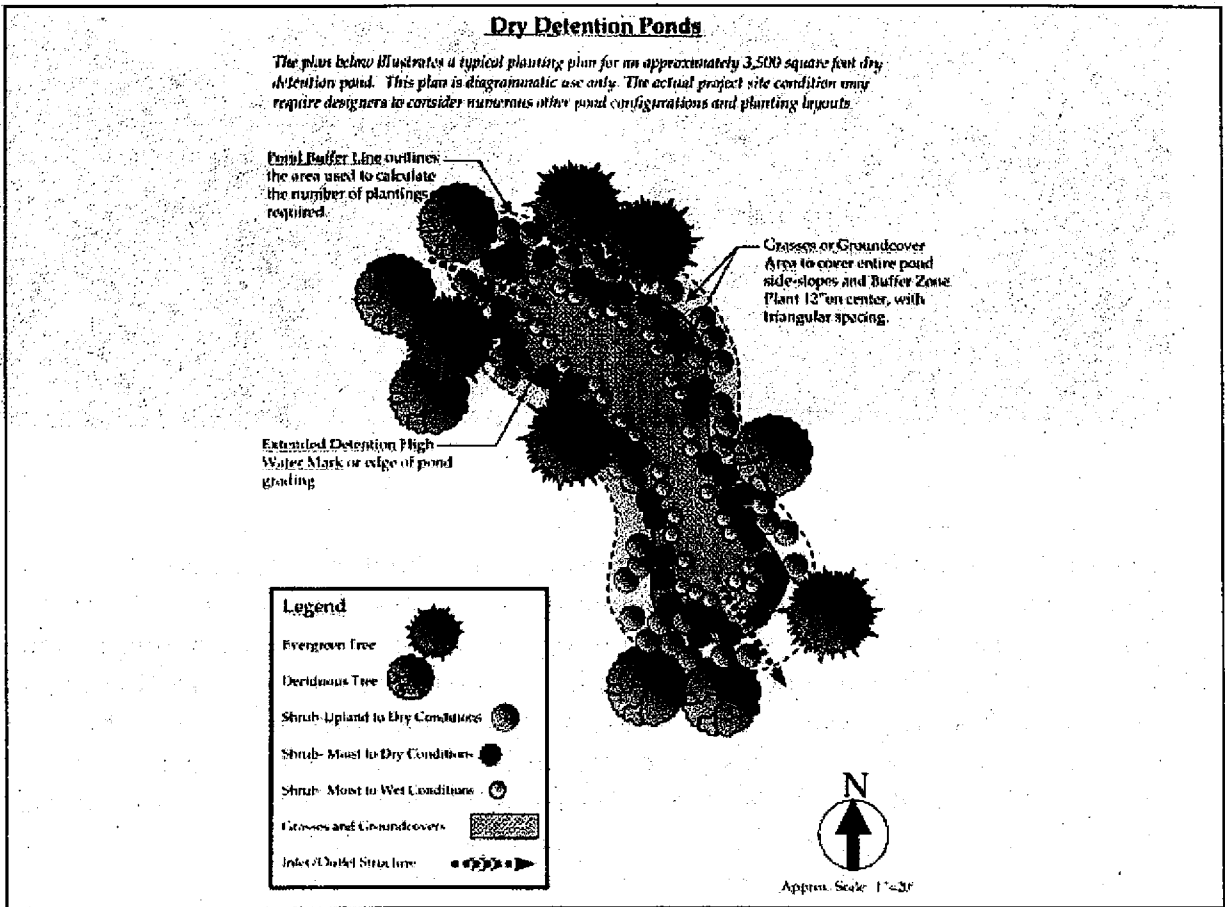 Dry Detention Ponds
The plan below illustrates a typical planting plan for an approximately 3,500 square foot dry
detention pond. This plan is diagrammatic use only. The actual project site condition may
require designers to consider numerous other pond configurations and planting layouts.
Pond Buffer Line outlines
the area used to calculate
the number of plantings
required.
Grasses or Groundcover
Area to cover entire pond
side-slopes and Buffer Zone.
Plant 12" on center, with
triangular spacing.
Extended Detention High
Water Mark or edge of pond
grading
Legend
Evergreen Tree
Deciduous Tree
Shrub-Upland to Dry Conditions
Shrub- Moist to Dry Conditions
Shrub- Moist to Wet Conditions
Grasses and Groundcovers
Inlet/Outlet Structure
N
Approx. Scale 1"=20'